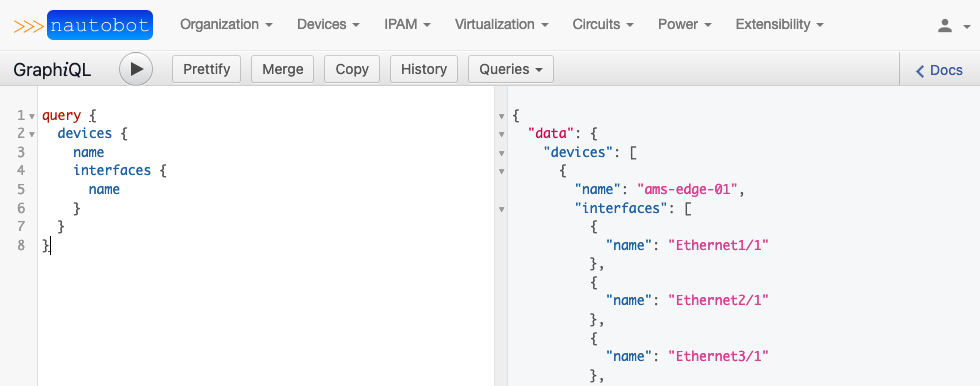 >>> nautobot Organization Devices IPAM Virtualization Circuits Power Extensibility
GraphiQL Prettify Merge Copy History Queries Docs
1 query {
2 devices {
3 name
4 interfaces {
5 name
6 }
7 }
8 }
{
"data": {
"devices": [
{
"name": "ams-edge-01",
"interfaces": [
{
"name": "Ethernet1/1"
},
{
"name": "Ethernet2/1"
},
{
"name": "Ethernet3/1"
},